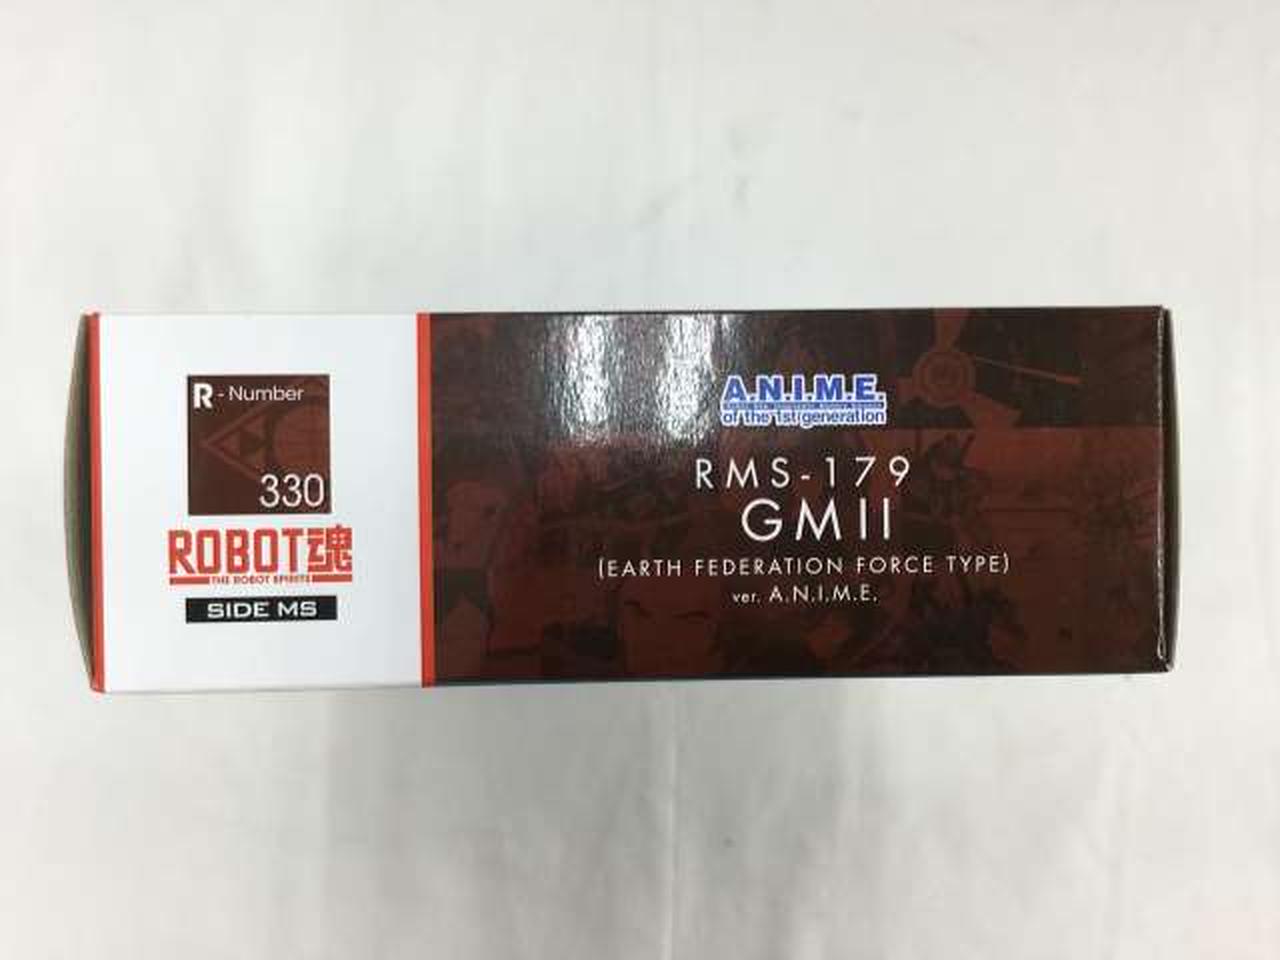 R - Number
330
ROBOT魂
THE ROBOT SPIRITS
SIDE MS
A.N.I.M.E.
of the 1st generation
RMS-179
GMII
(EARTH FEDERATION FORCE TYPE)
ver. A.N.I.M.E.